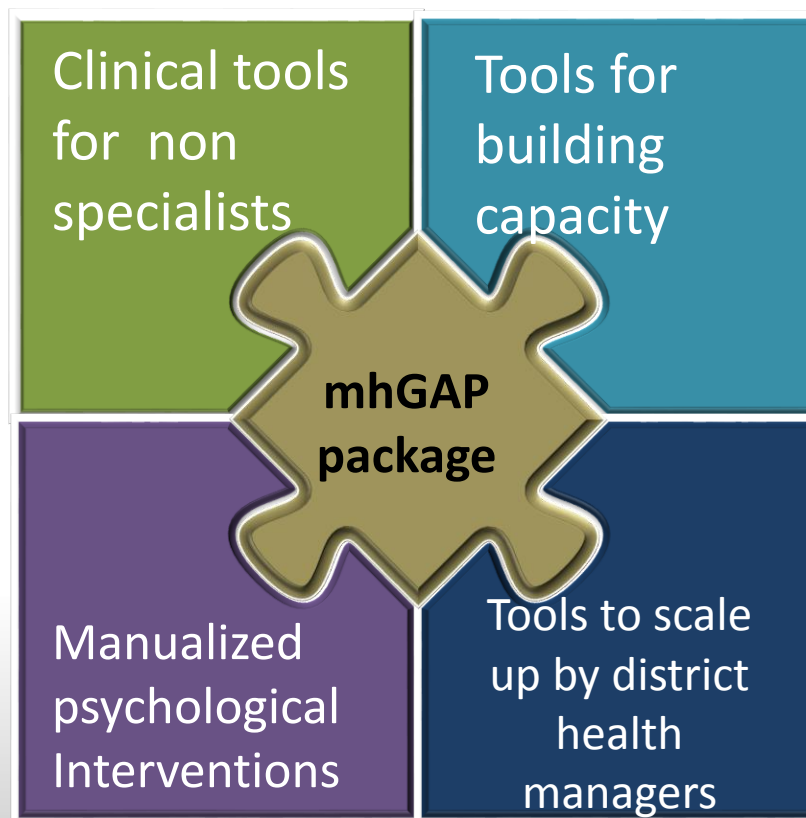 Clinical tools
for non
specialists
Tools for
building
capacity
mhGAP
package
Manualized
psychological
Interventions
Tools to scale
up by district
health
managers